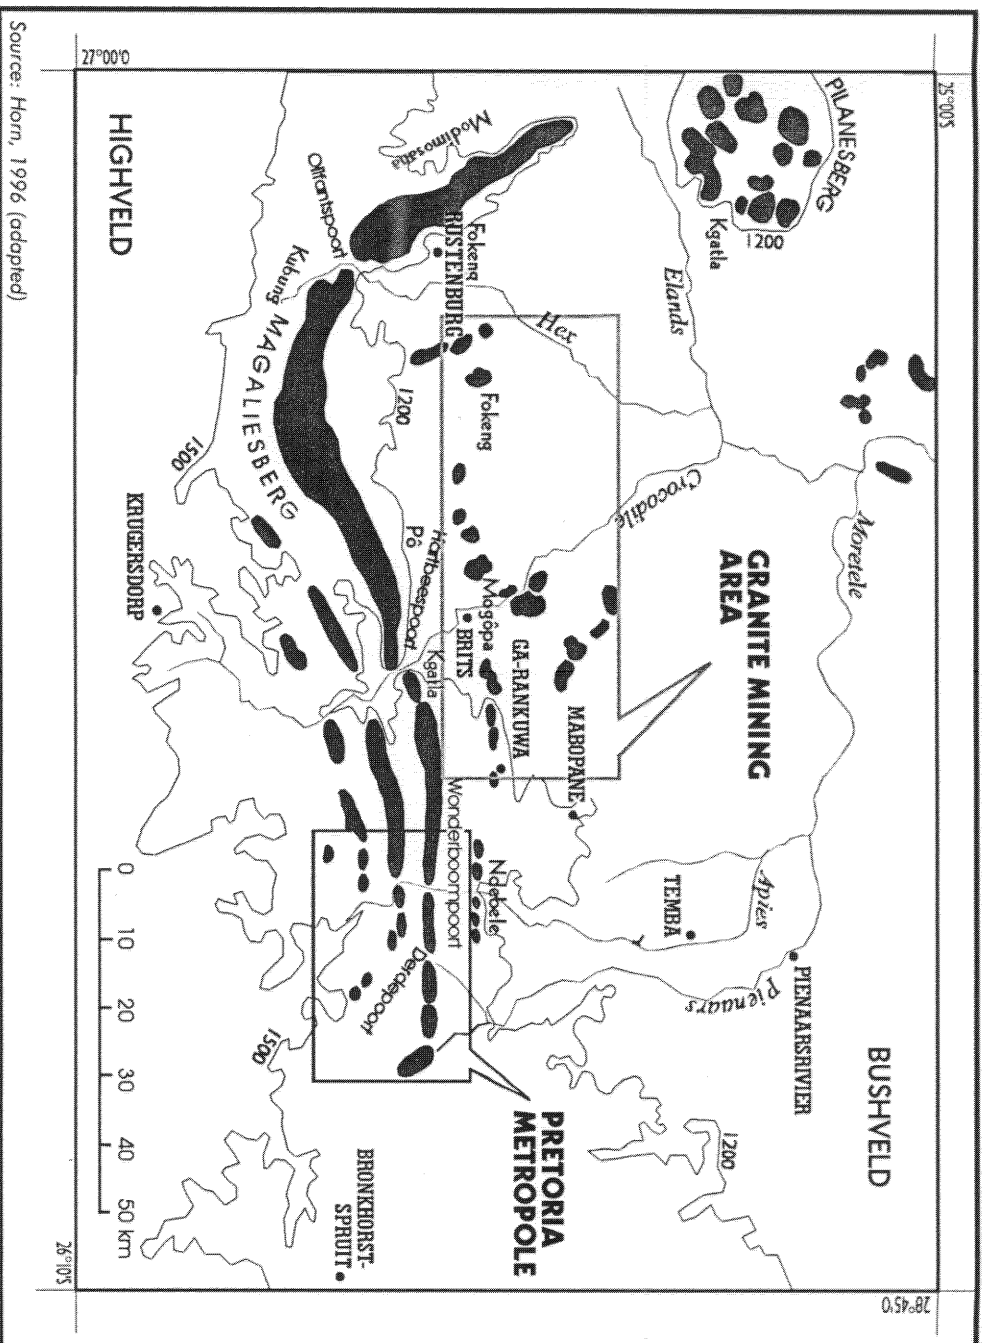 25°00'S
27°00'0
PILANESBERG
1200
Kgatla
Elands
Moretele
BUSHVELD
PIENAARSRIVIER
Pienaars
Apies
TEMBA
1200
GRANITE MINING
AREA
Crocodile
Hex
Modimosana
Fokeng
RUSTENBURG
Fokeng
Olifantspoort
Kubung
MAGALIESBERG
1200
Hartbeespoort
Pô
Mogôpa
BRITS
Kgatla
GA-RANKUWA
MABOPANE
Wonderboompoort
Ndebele
Derdepoort
PRETORIA
METROPOLE
1500
KRUGERSDORP
1500
BRONKHORST-
SPRUIT
HIGHVELD
0 10 20 30 40 50 km
26°10'S
28°45'0
Source: Horn, 1996 (adapted)